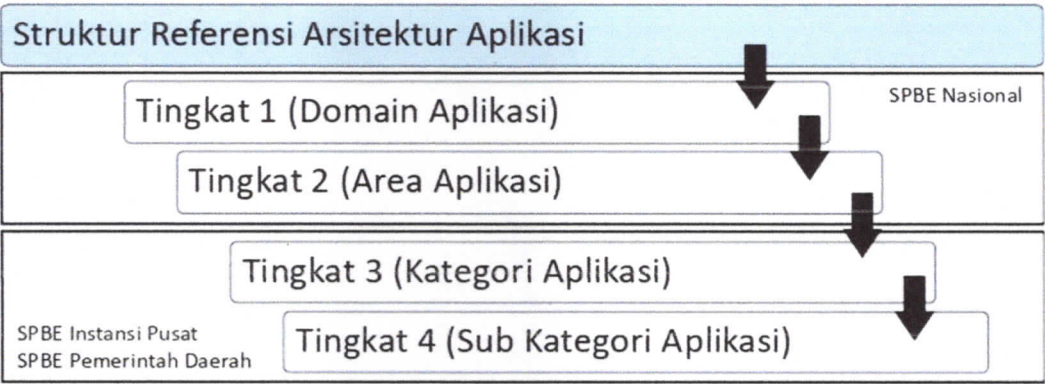 Struktur Referensi Arsitektur Aplikasi
Tingkat 1 (Domain Aplikasi)
SPBE Nasional
Tingkat 2 (Area Aplikasi)
Tingkat 3 (Kategori Aplikasi)
SPBE Instansi Pusat
SPBE Pemerintah Daerah
Tingkat 4 (Sub Kategori Aplikasi)